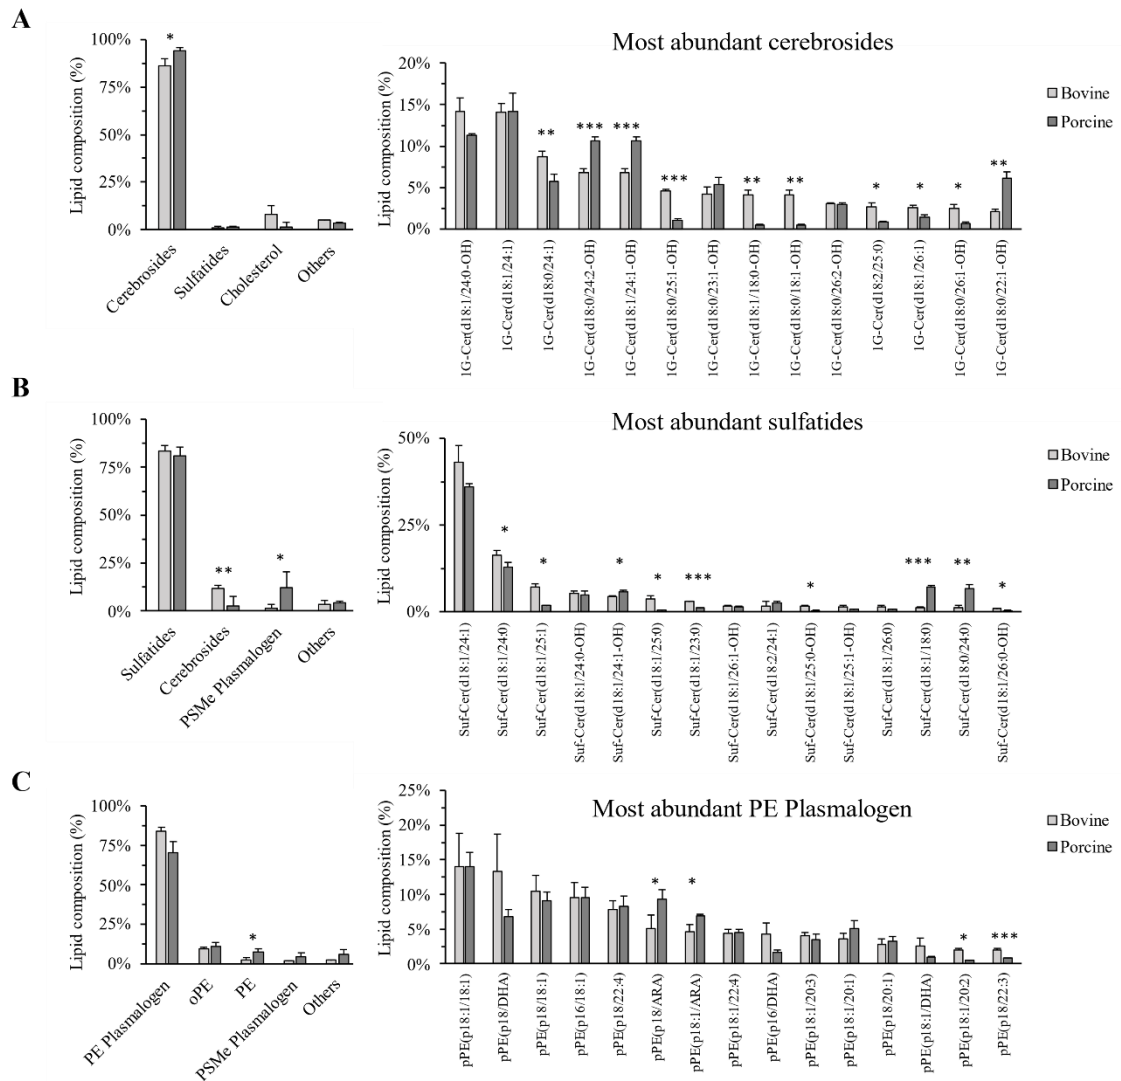 A
Lipid composition (%)
100%
75%
50%
25%
0%
*
Cerebrosides
Sulfatides
Cholesterol
Others
Most abundant cerebrosides
Lipid composition (%)
20%
15%
10%
5%
0%
** *** *** *** ** ** * * * **
Bovine
Porcine
1G-Cer(d18:1/24:0-OH)
1G-Cer(d18:1/24:1)
1G-Cer(d18:0/24:1)
1G-Cer(d18:0/24:2-OH)
1G-Cer(d18:1/24:1-OH)
1G-Cer(d18:0/25:1-OH)
1G-Cer(d18:0/23:1-OH)
1G-Cer(d18:1/18:0-OH)
1G-Cer(d18:0/18:1-OH)
1G-Cer(d18:0/26:2-OH)
1G-Cer(d18:2/25:0)
1G-Cer(d18:1/26:1)
1G-Cer(d18:0/26:1-OH)
1G-Cer(d18:0/22:1-OH)
B
Lipid composition (%)
100%
75%
50%
25%
0%
** *
Sulfatides
Cerebrosides
PSMe Plasmalogen
Others
Most abundant sulfatides
Lipid composition (%)
50%
25%
0%
* * * * *** * *** ** *
Bovine
Porcine
Suf-Cer(d18:1/24:1)
Suf-Cer(d18:1/24:0)
Suf-Cer(d18:1/25:1)
Suf-Cer(d18:1/24:0-OH)
Suf-Cer(d18:1/24:1-OH)
Suf-Cer(d18:1/25:0)
Suf-Cer(d18:1/23:0)
Suf-Cer(d18:1/26:1-OH)
Suf-Cer(d18:2/24:1)
Suf-Cer(d18:1/25:0-OH)
Suf-Cer(d18:1/25:1-OH)
Suf-Cer(d18:1/26:0)
Suf-Cer(d18:1/18:0)
Suf-Cer(d18:0/24:0)
Suf-Cer(d18:1/26:0-OH)
C
Lipid composition (%)
100%
75%
50%
25%
0%
*
PE Plasmalogen
oPE
PE
PSMe Plasmalogen
Others
Most abundant PE Plasmalogen
Lipid composition (%)
25%
20%
15%
10%
5%
0%
* * * ***
Bovine
Porcine
pPE(p18:1/18:1)
pPE(p18/DHA)
pPE(p18/18:1)
pPE(p16/18:1)
pPE(p18/22:4)
pPE(p18/ARA)
pPE(p18:1/ARA)
pPE(p18:1/22:4)
pPE(p16/DHA)
pPE(p18:1/20:3)
pPE(p18:1/20:1)
pPE(p18/20:1)
pPE(p18:1/DHA)
pPE(p18:1/20:2)
pPE(p18/22:3)